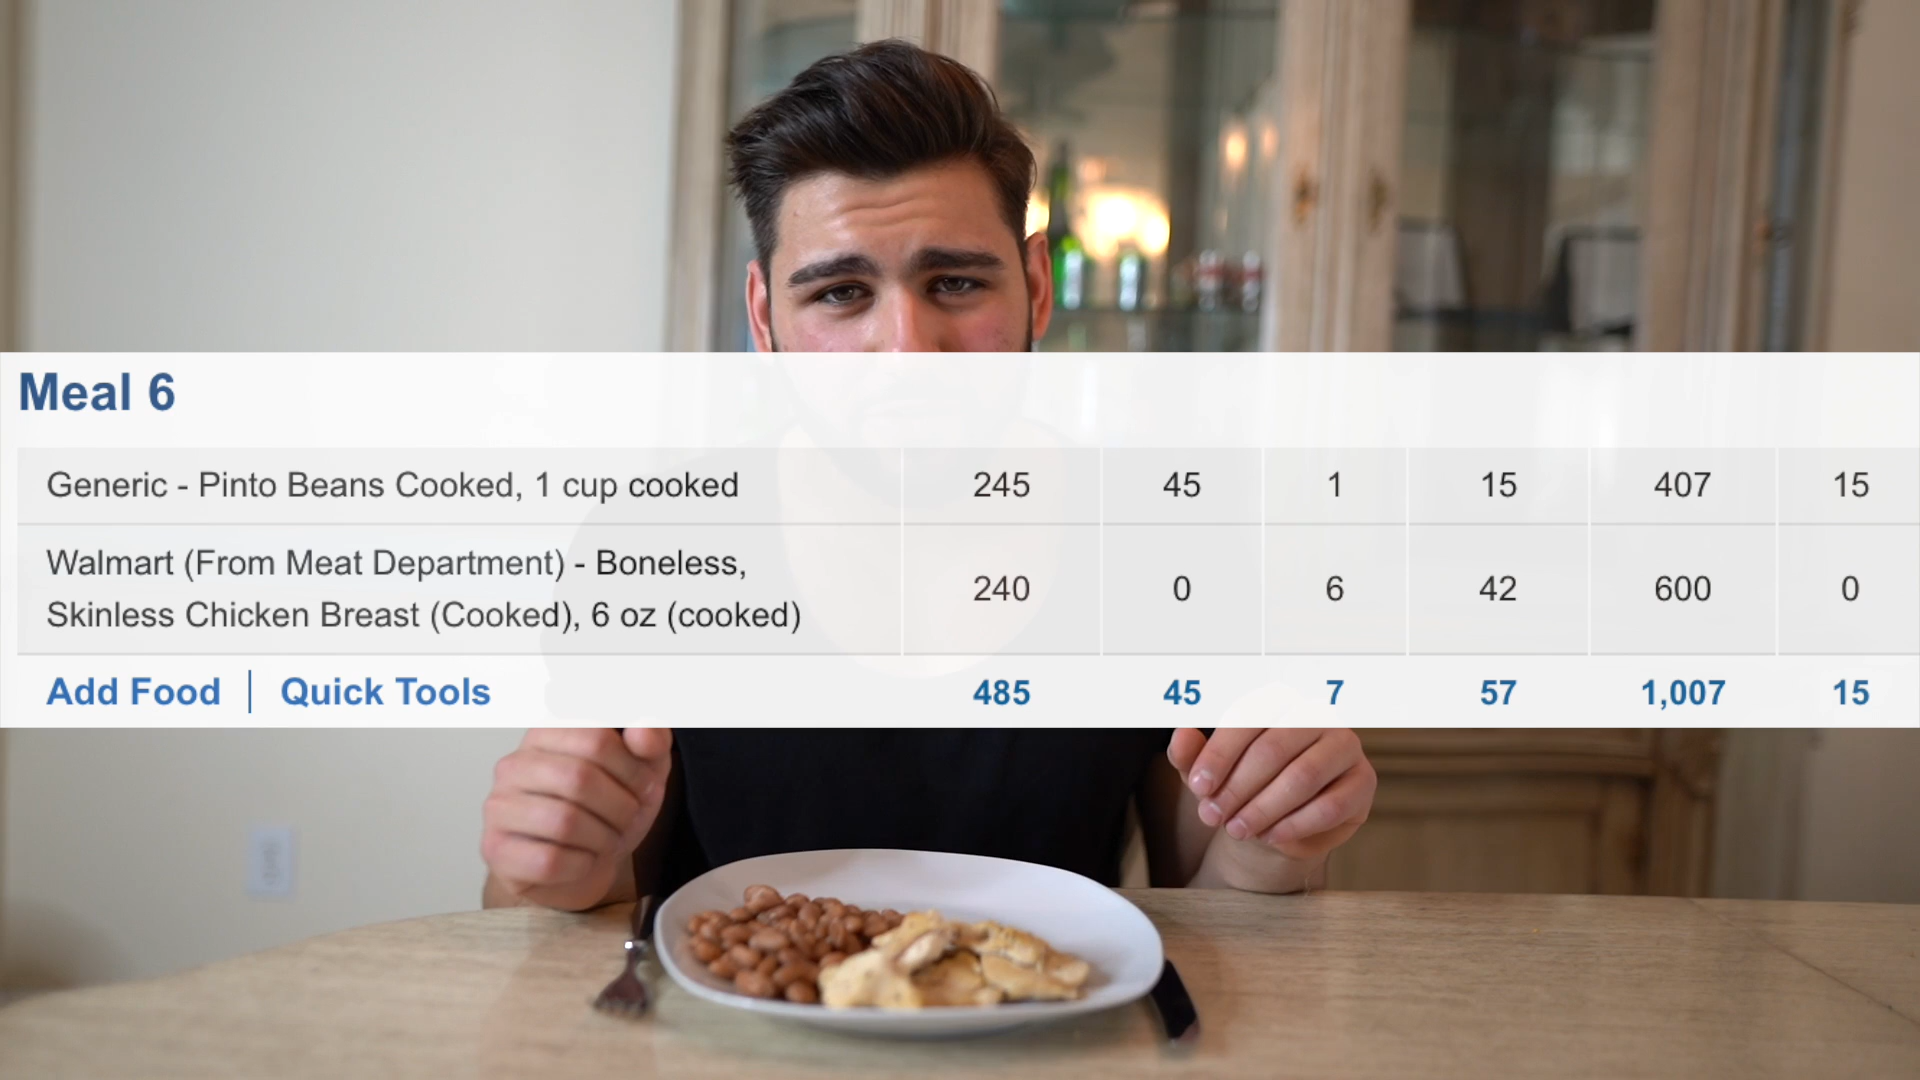 Meal 6
Generic - Pinto Beans Cooked, 1 cup cooked 245 45 1 15 407 15
Walmart (From Meat Department) - Boneless,
Skinless Chicken Breast (Cooked), 6 oz (cooked) 240 0 6 42 600 0
Add Food | Quick Tools 485 45 7 57 1,007 15